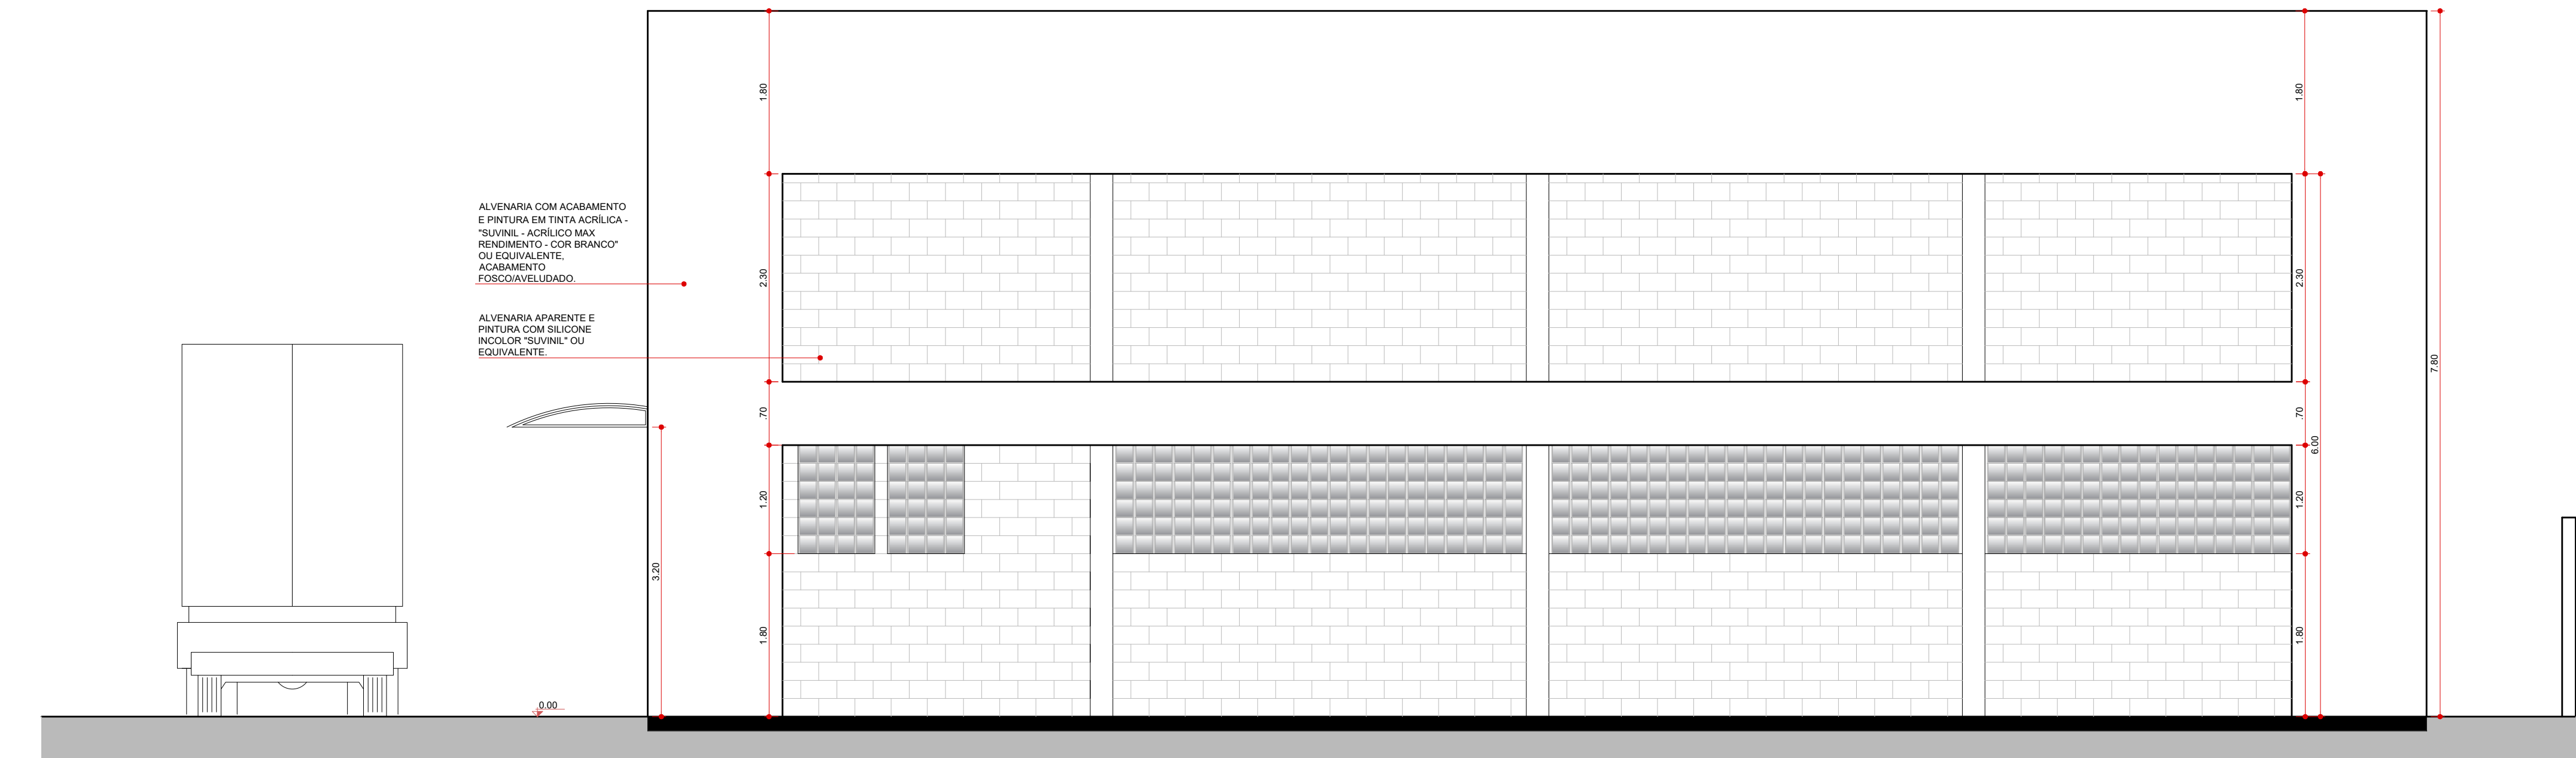 ALVENARIA COM ACABAMENTO
E PINTURA EM TINTA ACRÍLICA -
"SUVINIL - ACRÍLICO MAX
RENDIMENTO - COR BRANCO"
OU EQUIVALENTE,
ACABAMENTO
FOSCO/AVELUDADO.
ALVENARIA APARENTE E
PINTURA COM SILICONE
INCOLOR "SUVINIL" OU
EQUIVALENTE.
0.00
3.20
1.80
2.30
.70
1.20
1.80
1.80
2.30
.70
1.20
1.80
6.00
7.80